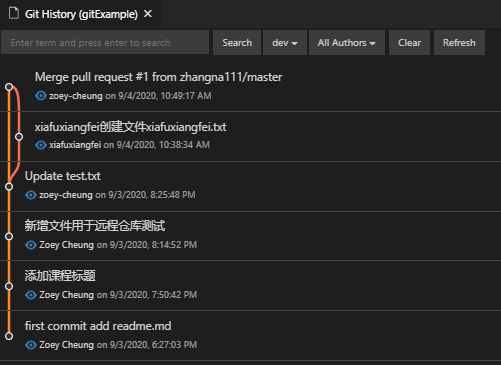 Git History (gitExample)
Enter term and press enter to search Search dev All Authors Clear Refresh
Merge pull request #1 from zhangna111/master
zoey-cheung on 9/4/2020, 10:49:17 AM
xiafuxiangfei创建文件xiafuxiangfei.txt
xiafuxiangfei on 9/4/2020, 10:38:34 AM
Update test.txt
zoey-cheung on 9/3/2020, 8:25:48 PM
新增文件用于远程仓库测试
Zoey Cheung on 9/3/2020, 8:14:52 PM
添加课程标题
Zoey Cheung on 9/3/2020, 7:50:42 PM
first commit add readme.md
Zoey Cheung on 9/3/2020, 6:27:03 PM